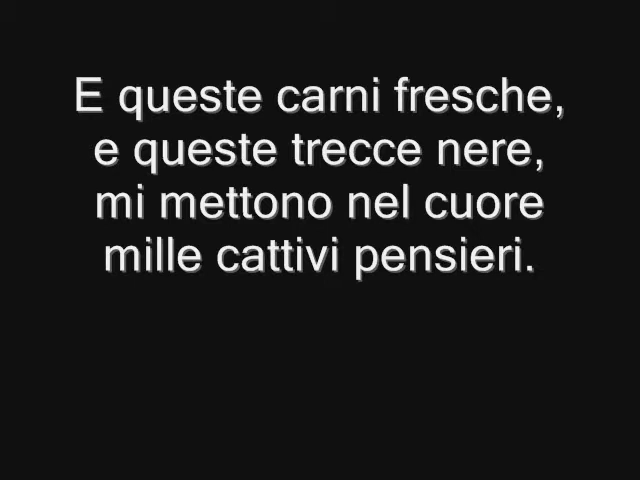 E queste carni fresche,
e queste trecce nere,
mi mettono nel cuore
mille cattivi pensieri.